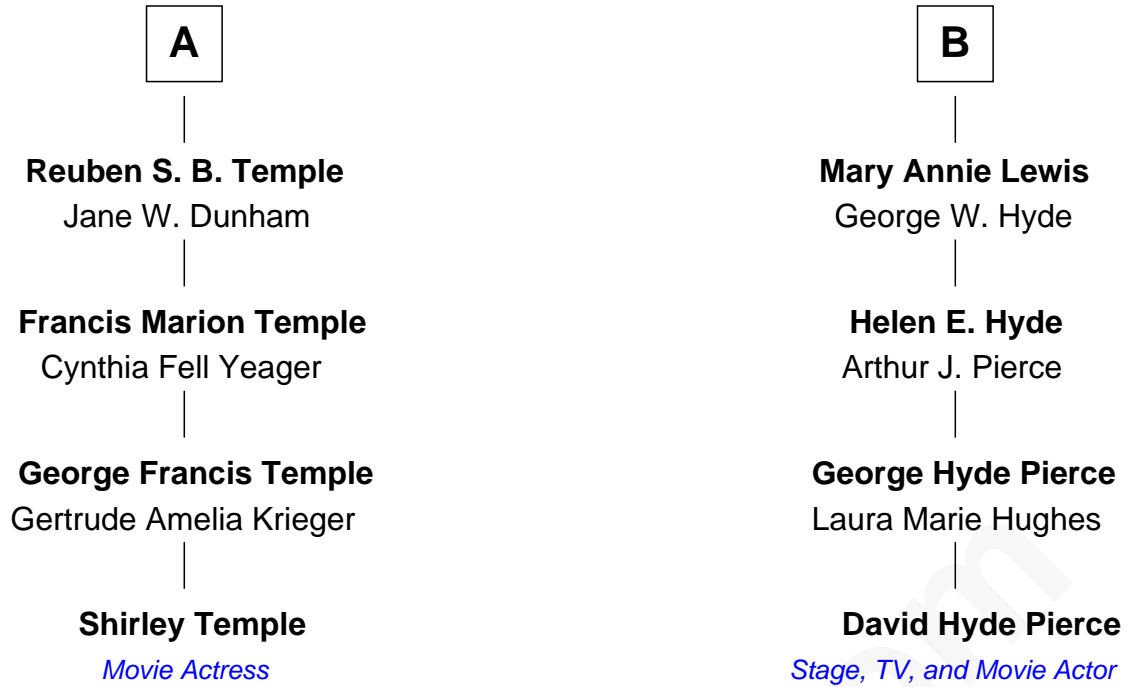 A
Reuben S. B. Temple
Jane W. Dunham
Francis Marion Temple
Cynthia Fell Yeager
George Francis Temple
Gertrude Amelia Krieger
Shirley Temple
Movie Actress
B
Mary Annie Lewis
George W. Hyde
Helen E. Hyde
Arthur J. Pierce
George Hyde Pierce
Laura Marie Hughes
David Hyde Pierce
Stage, TV, and Movie Actor